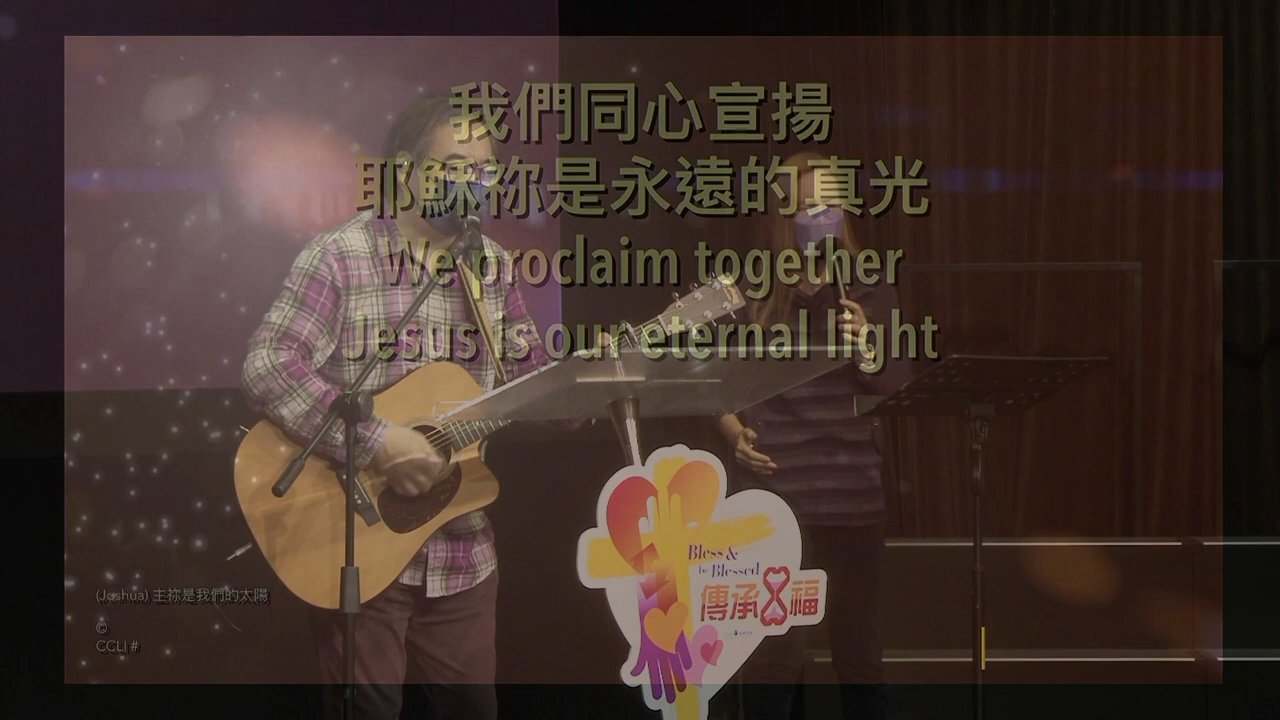 我們同心宣揚
耶穌祢是永遠的真光
We proclaim together
Jesus is our eternal light
Bless &
be Blessed
傳承 福
(Joshua) 主祢是我們的太陽
©
CCLI #